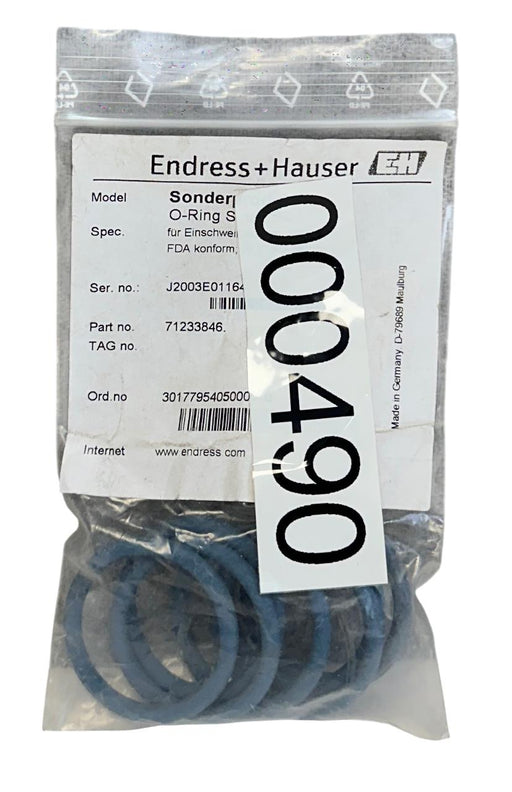 Endress+Hauser EH
Model Sonderp
O-Ring S
Spec. für Einschwei
FDA konform,
Ser. no.: J2003E01164
Part no. 71233846.
TAG no.
Ord.no 3017795405000
Internet www.endress.com
Made in Germany, D-79689 Maulburg
000490